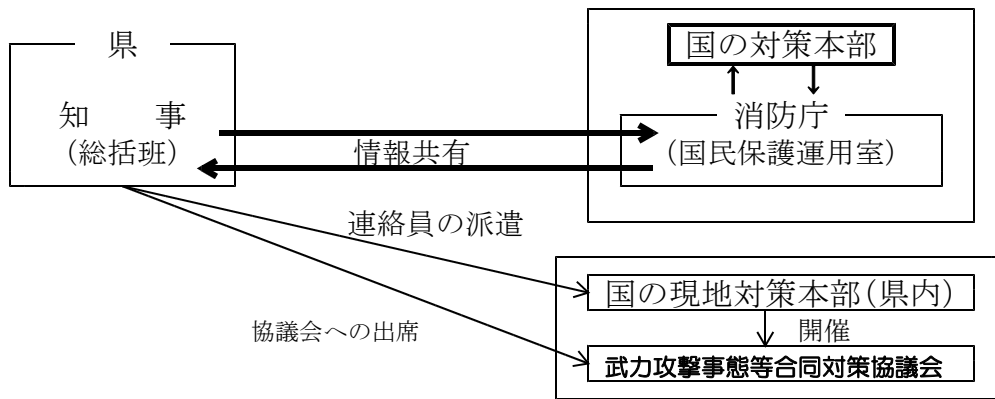 県
知 事
(総括班)
情報共有
国の対策本部
消防庁
(国民保護運用室)
連絡員の派遣
協議会への出席
国の現地対策本部(県内)
開催
武力攻撃事態等合同対策協議会